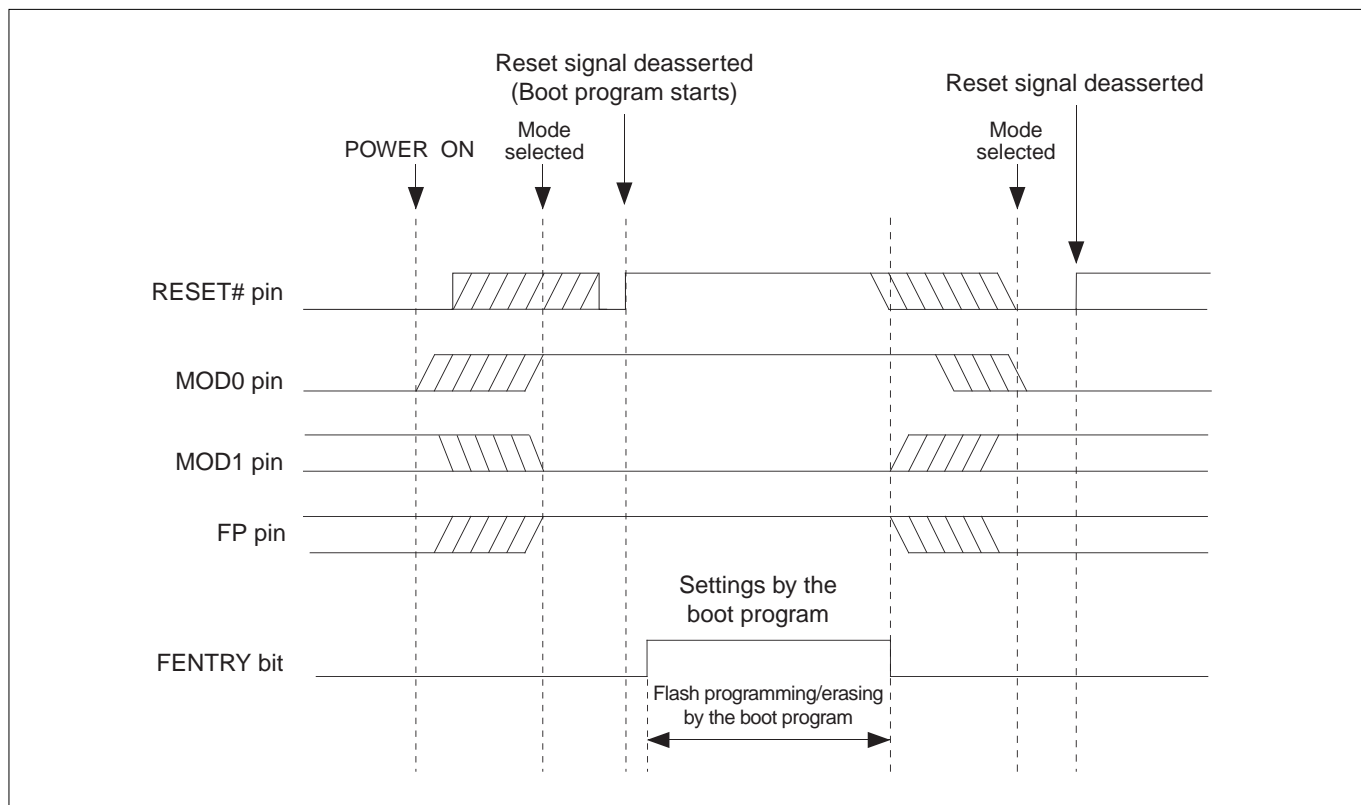 Reset signal deasserted
(Boot program starts)
Reset signal deasserted
Mode
selected
Mode
selected
POWER ON
RESET# pin
MOD0 pin
MOD1 pin
FP pin
Settings by the
boot program
FENTRY bit
Flash programming/erasing
by the boot program